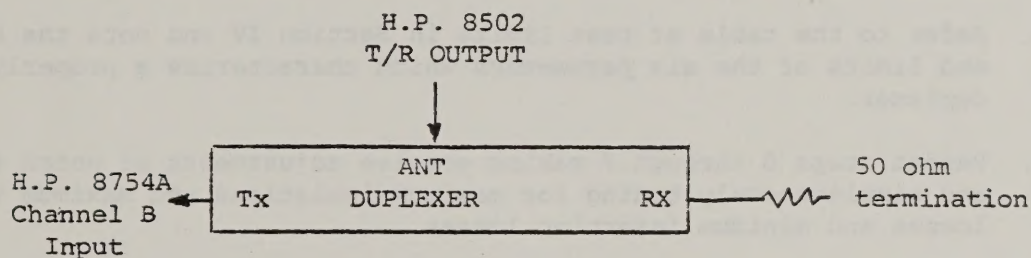 H.P. 8502
T/R OUTPUT
ANT
Tx DUPLEXER RX
H.P. 8754A
Channel B
Input
50 ohm
termination